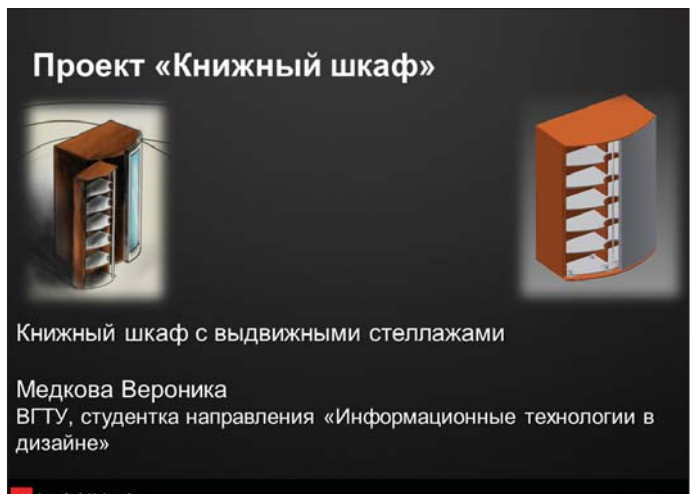 Проект «Книжный шкаф»
Книжный шкаф с выдвижными стеллажами
Медкова Вероника
ВГТУ, студентка направления «Информационные технологии в
дизайне»